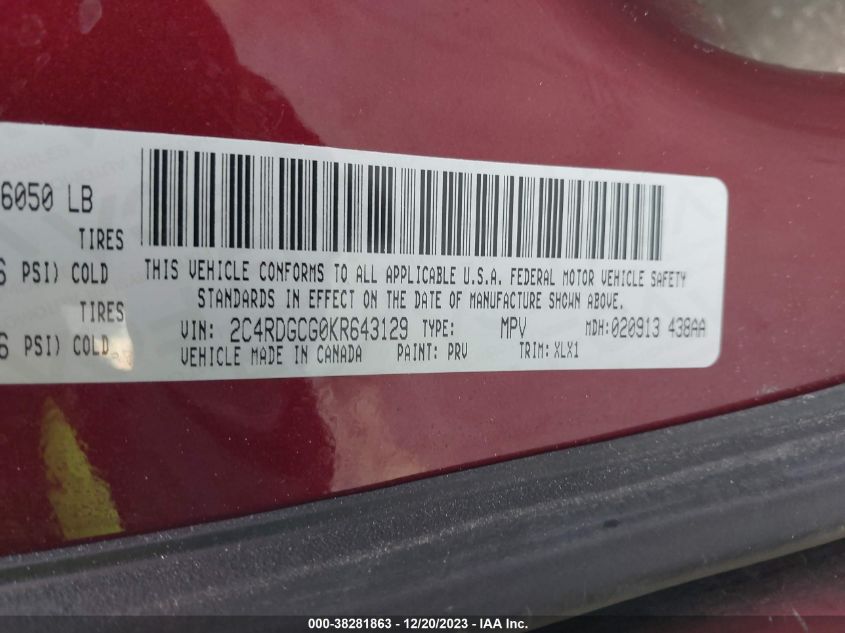 6050 LB
TIRES
PSI) COLD
TIRES
PSI) COLD
THIS VEHICLE CONFORMS TO ALL APPLICABLE U.S.A. FEDERAL MOTOR VEHICLE SAFETY
STANDARDS IN EFFECT ON THE DATE OF MANUFACTURE SHOWN ABOVE.
VIN: 2C4RDGCG0KR643129 TYPE: MPV MDH:020913 438AA
VEHICLE MADE IN CANADA PAINT: PRV TRIM: XLX1
000-38281863 - 12/20/2023 - IAA Inc.